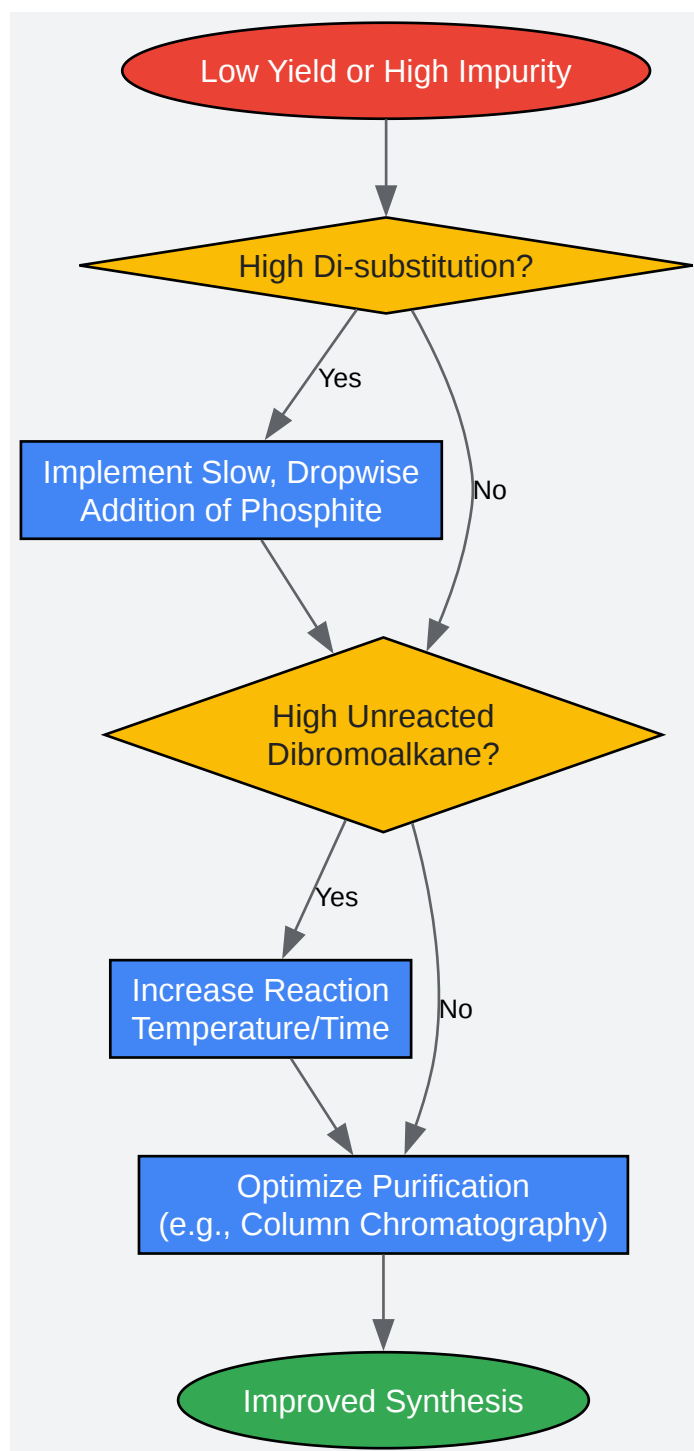 Low Yield or High Impurity
High Di-substitution?
Yes
Implement Slow, Dropwise
Addition of Phosphite
No
High Unreacted
Dibromoalkane?
Yes
Increase Reaction
Temperature/Time
No
Optimize Purification
(e.g., Column Chromatography)
Improved Synthesis